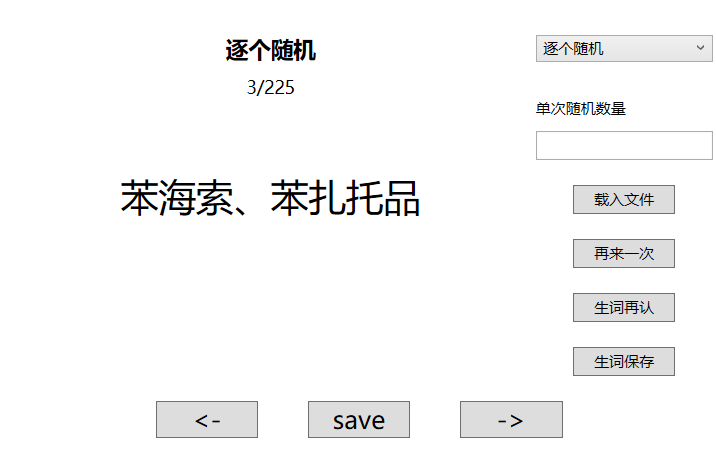 逐个随机
3/225
苯海索、苯扎托品
<-
save
->
逐个随机
单次随机数量
载入文件
再来一次
生词再认
生词保存